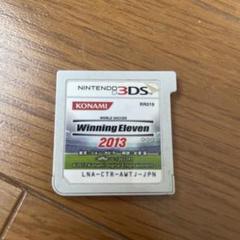 NINTENDO 3DS
KONAMI
RR019
WORLD SOCCER
Winning Eleven
2013
LNA-CTR-AWTJ-JPN